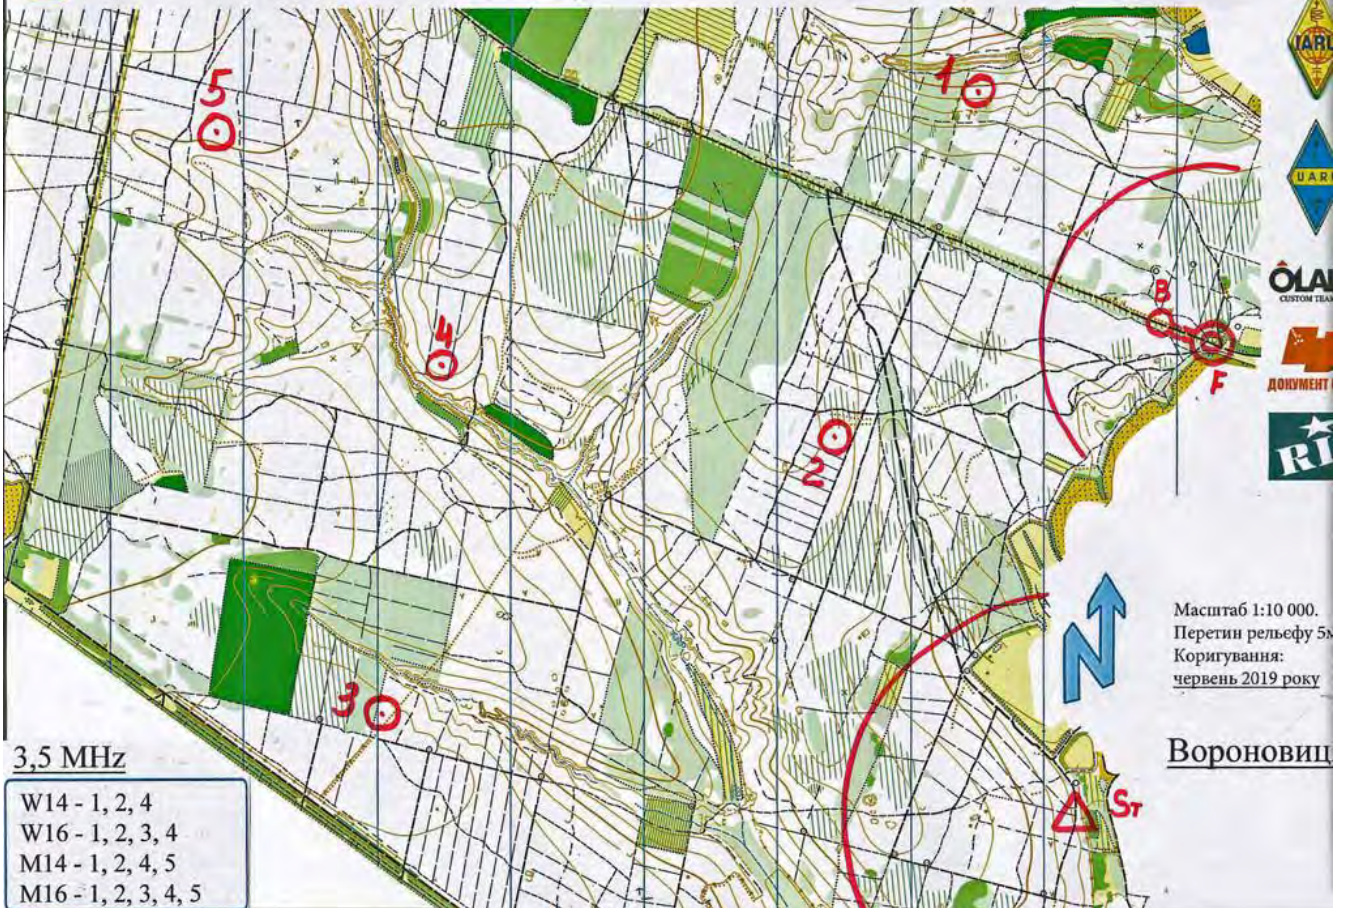 5
1
IARU
UARL
ÔLA
CUSTOM TEA
B
4
F
ДОКУМЕНТ
2
Масштаб 1:10 000.
Перетин рельєфу 5м
Коригування:
червень 2019 року
3
3,5 MHz
Вороновиц
St
W14 - 1, 2, 4
W16 - 1, 2, 3, 4
M14 - 1, 2, 4, 5
M16 - 1, 2, 3, 4, 5